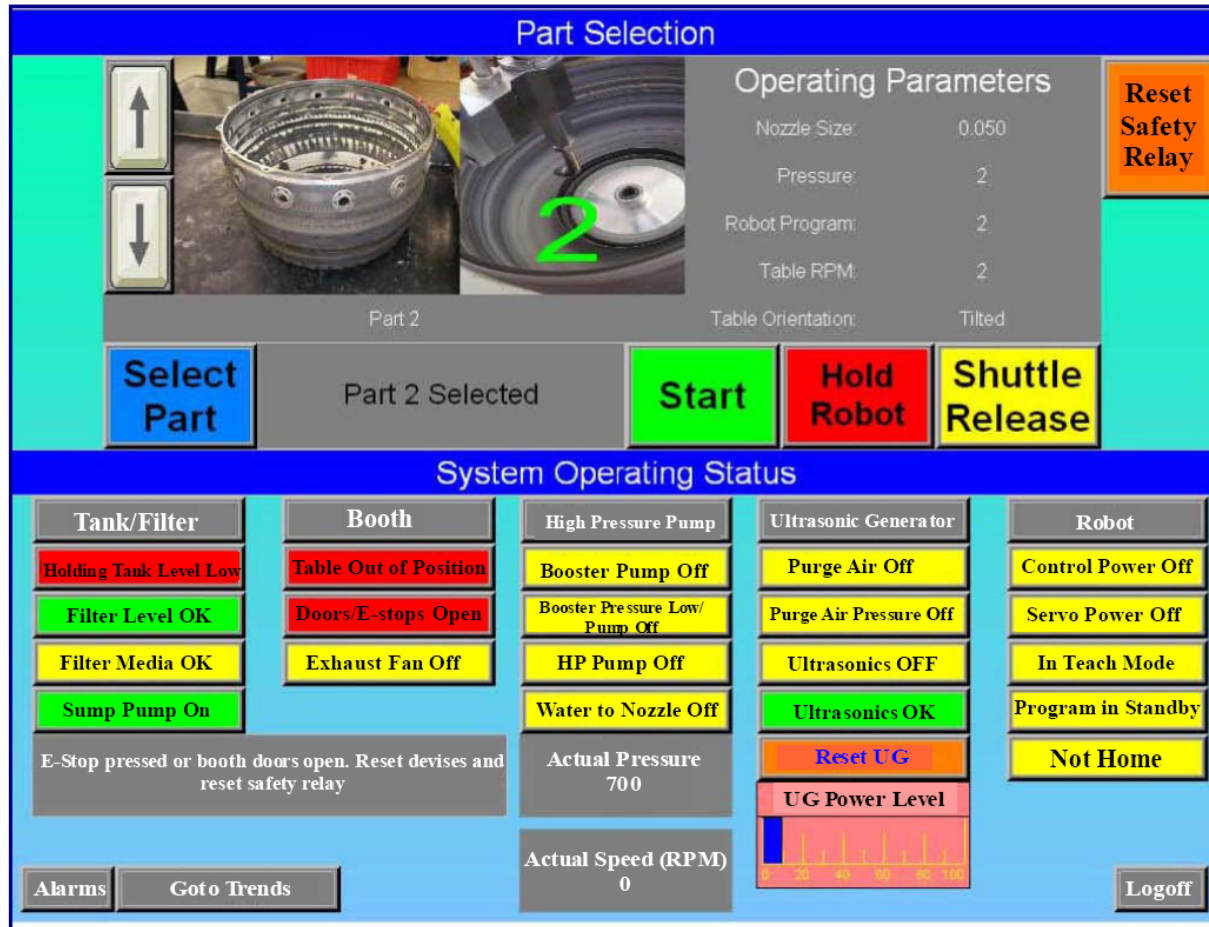 Part Selection
Operating Parameters
Nozzle Size: 0.050
Pressure: 2
Robot Program: 2
Table RPM: 2
Table Orientation: Tilted
Reset
Safety
Relay
2
Part 2
Select
Part
Part 2 Selected
Start
Hold
Robot
Shuttle
Release
System Operating Status
Tank/Filter
Holding Tank Level Low
Filter Level OK
Filter Media OK
Sump Pump On
Booth
Table Out of Position
Doors/E-stops Open
Exhaust Fan Off
High Pressure Pump
Booster Pump Off
Booster Pressure Low/
Pump Off
HP Pump Off
Water to Nozzle Off
Ultrasonic Generator
Purge Air Off
Purge Air Pressure Off
Ultrasonics OFF
Ultrasonics OK
Reset UG
Robot
Control Power Off
Servo Power Off
In Teach Mode
Program in Standby
Not Home
E-Stop pressed or booth doors open. Reset devises and
reset safety relay
Actual Pressure
700
Actual Speed (RPM)
0
UG Power Level
0 20 40 60 80 100
Alarms
Goto Trends
Logoff